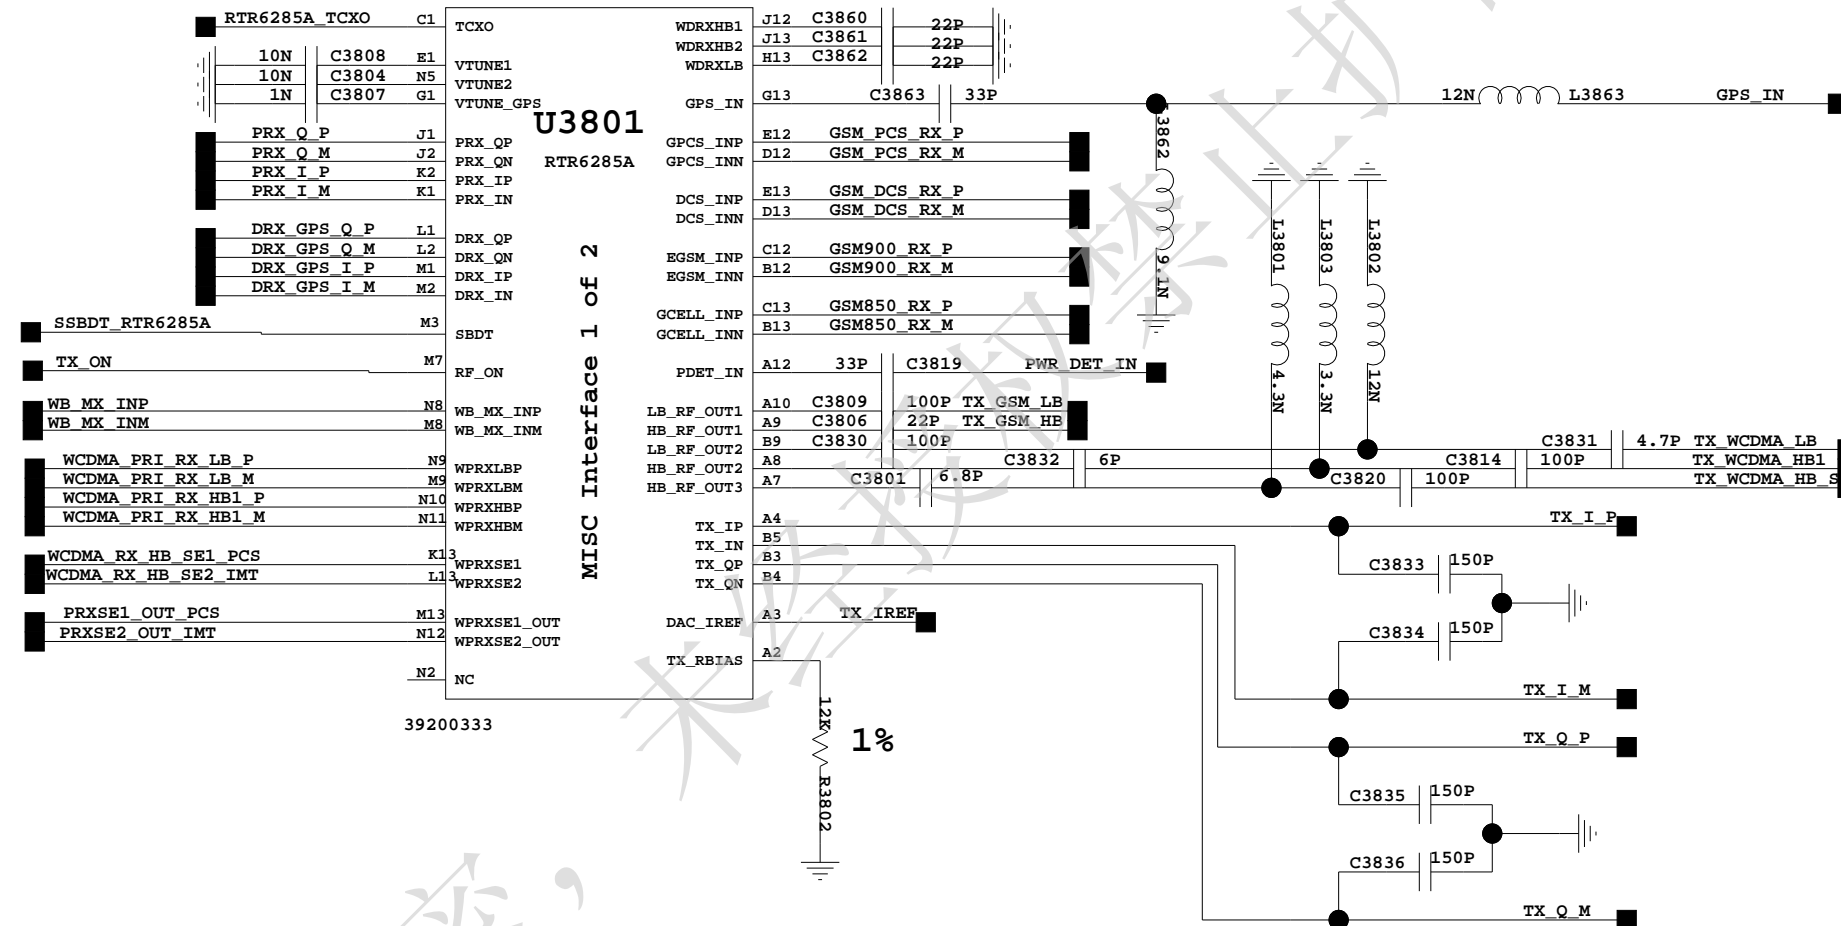 RTR6285A_TCXO C1 TCXO
10N C3808 E1 VTUNE1
10N C3804 N5 VTUNE2
1N C3807 G1 VTUNE_GPS
PRX_Q_P J1 PRX_QP
PRX_Q_M J2 PRX_QN
PRX_I_P K2 PRX_IP
PRX_I_M K1 PRX_IN
DRX_GPS_Q_P L1 DRX_QP
DRX_GPS_Q_M L2 DRX_QN
DRX_GPS_I_P M1 DRX_IP
DRX_GPS_I_M M2 DRX_IN
SSBDT_RTR6285A M3 SBDT
TX_ON M7 RF_ON
WB_MX_INP N8 WB_MX_INP
WB_MX_INM M8 WB_MX_INM
WCDMA_PRI_RX_LB_P N9 WPRXLBP
WCDMA_PRI_RX_LB_M M9 WPRXLBM
WCDMA_PRI_RX_HB1_P N10 WPRXHBP
WCDMA_PRI_RX_HB1_M N11 WPRXHBM
WCDMA_RX_HB_SE1_PCS K13 WPRXSE1
WCDMA_RX_HB_SE2_IMT L13 WPRXSE2
PRXSE1_OUT_PCS M13 WPRXSE1_OUT
PRXSE2_OUT_IMT N12 WPRXSE2_OUT
N2 NC
39200333
U3801
RTR6285A
MISC Interface 1 of 2
WDRXHB1 J12 C3860 22P
WDRXHB2 J13 C3861 22P
WDRXLB H13 C3862 22P
GPS_IN G13 C3863 33P 12N L3863 GPS_IN
L3862 9.1N
GPCS_INP E12 GSM_PCS_RX_P
GPCS_INN D12 GSM_PCS_RX_M
DCS_INP E13 GSM_DCS_RX_P
DCS_INN D13 GSM_DCS_RX_M
EGSM_INP C12 GSM900_RX_P
EGSM_INN B12 GSM900_RX_M
GCELL_INP C13 GSM850_RX_P
GCELL_INN B13 GSM850_RX_M
L3801 4.3N
L3803 3.3N
L3802 12N
PDET_IN A12 33P C3819 PWR_DET_IN
LB_RF_OUT1 A10 C3809 100P TX_GSM_LB
HB_RF_OUT1 A9 C3806 22P TX_GSM_HB
LB_RF_OUT2 B9 C3830 100P C3831 4.7P TX_WCDMA_LB
HB_RF_OUT2 A8 C3832 6P C3814 100P TX_WCDMA_HB1
HB_RF_OUT3 A7 C3801 6.8P C3820 100P TX_WCDMA_HB_S
TX_IP A4 TX_I_P
TX_IN B5
TX_QP B3
TX_QN B4
C3833 150P
C3834 150P
DAC_IREF A3 TX_IREF
TX_RBIAS A2
12K R3802
1%
TX_I_M
TX_Q_P
C3835 150P
C3836 150P
TX_Q_M
未经授权禁止扩